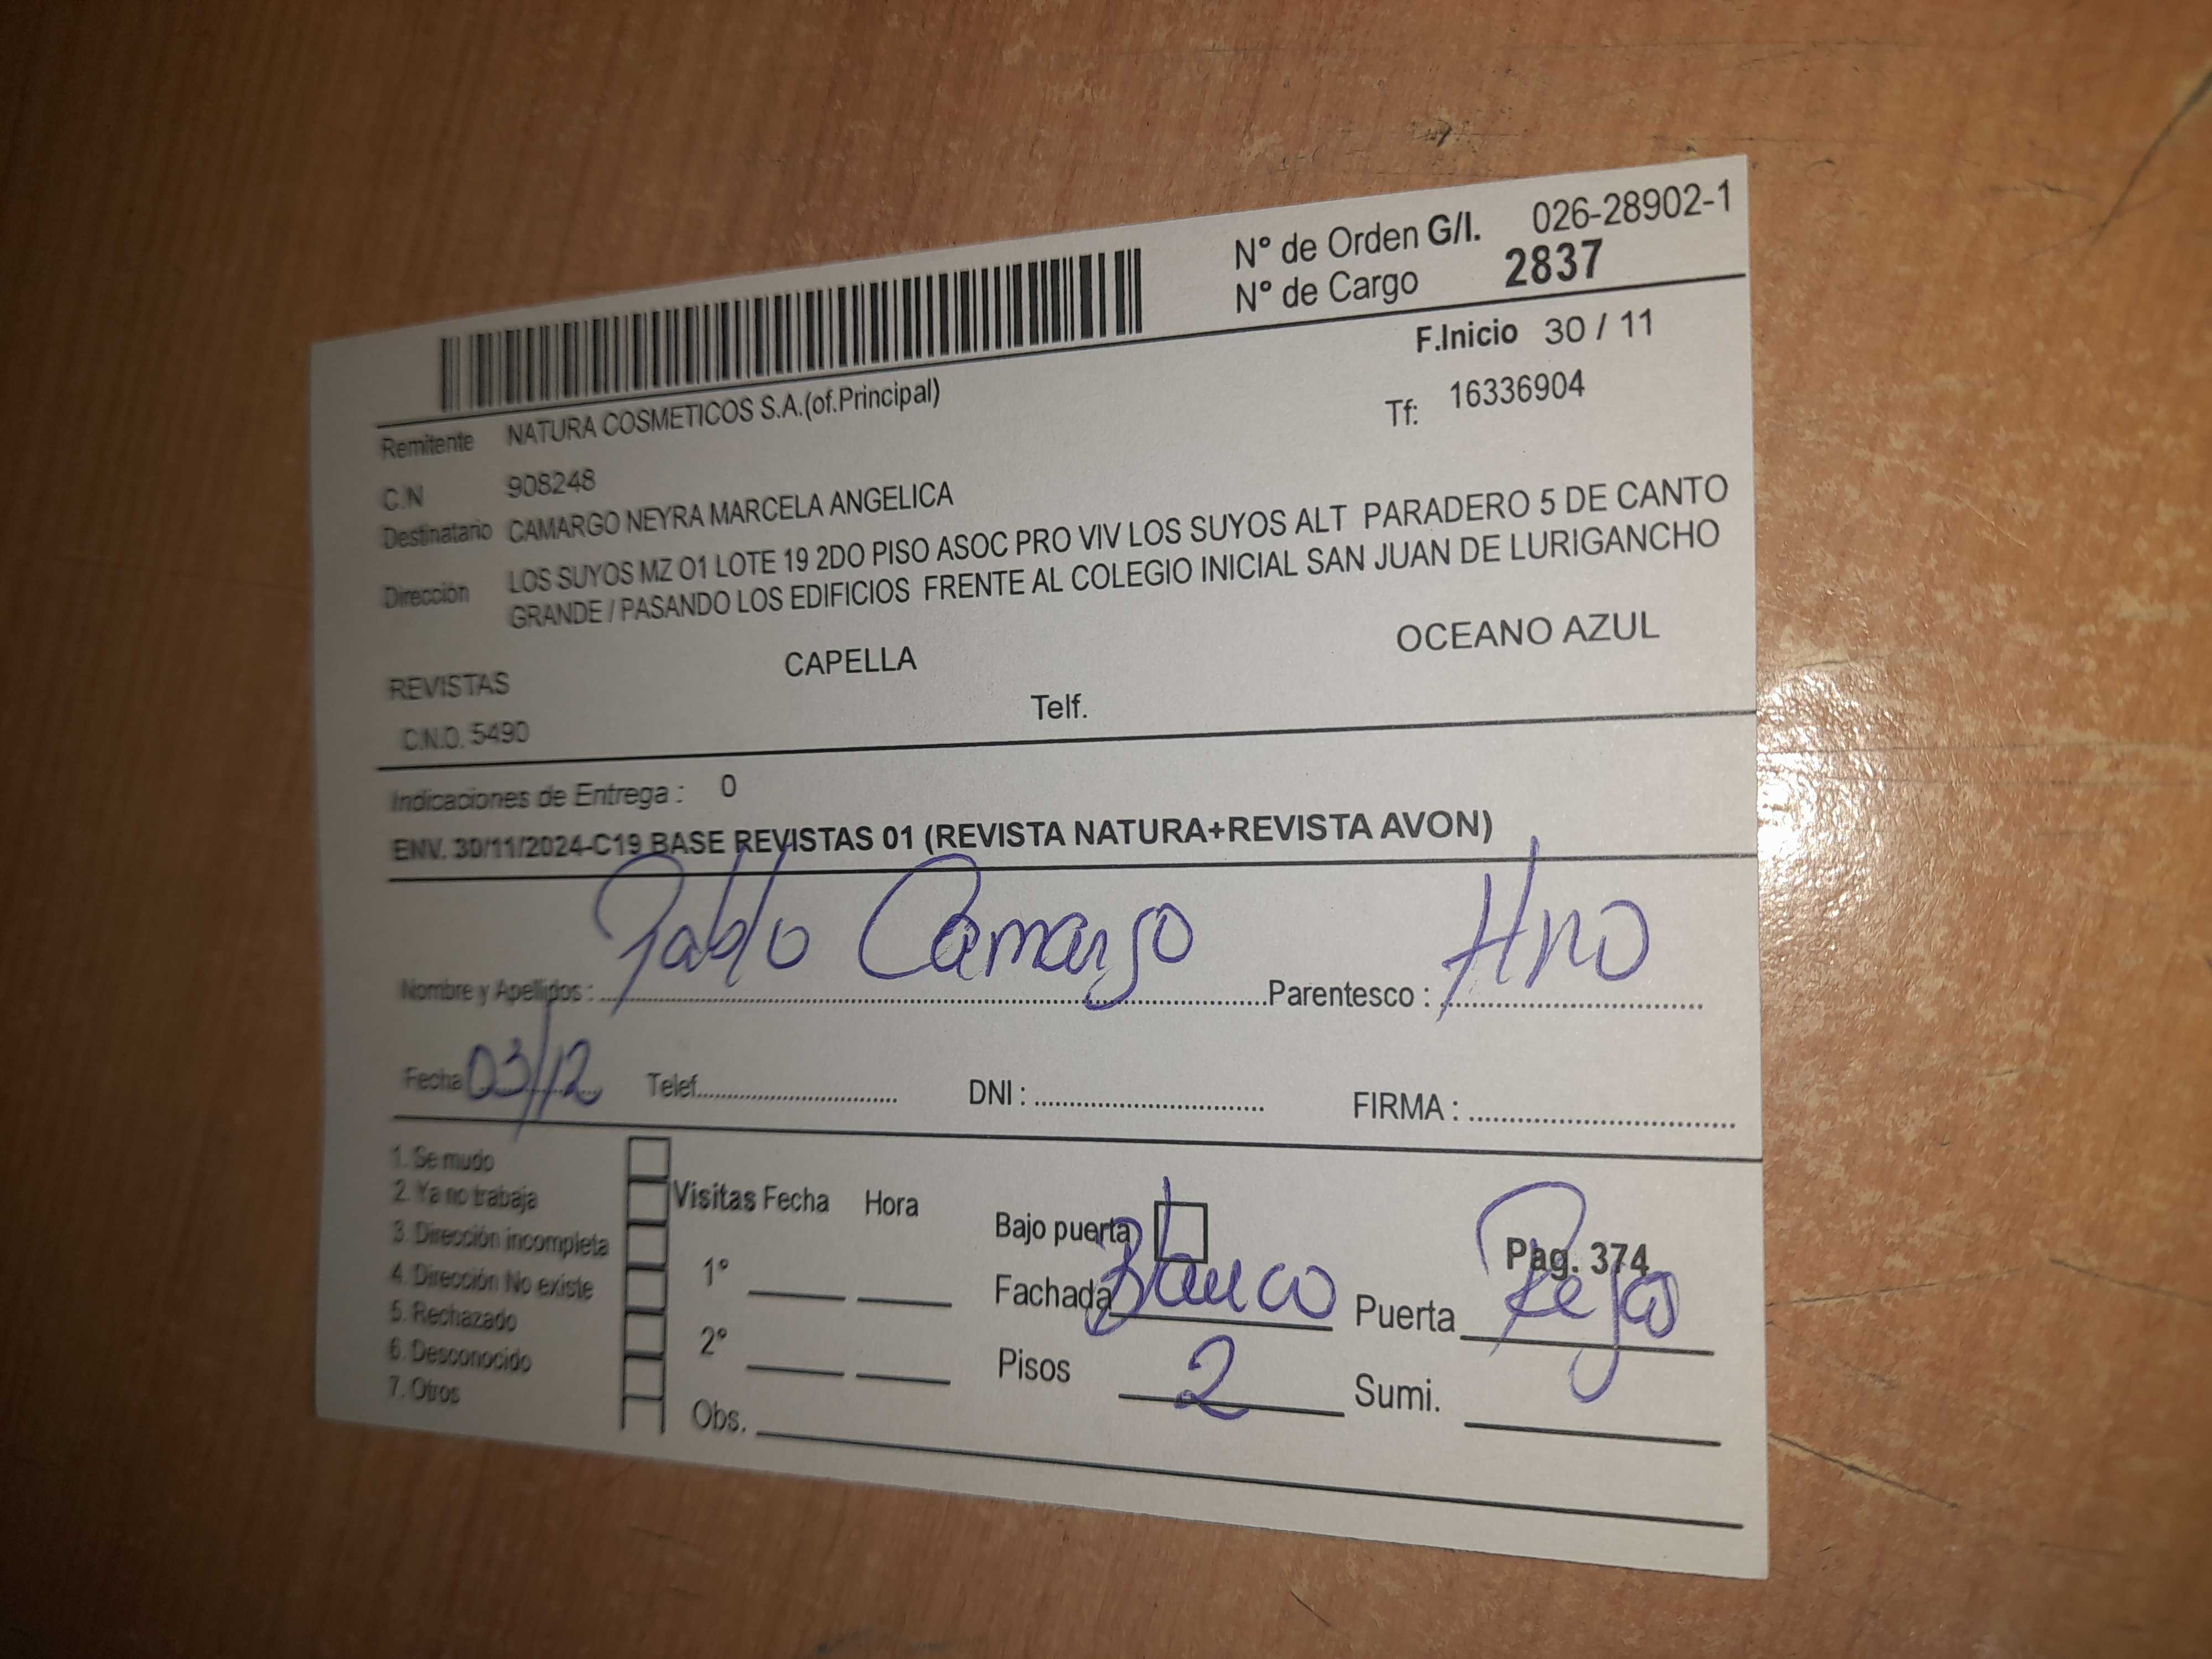 N° de Orden G/I. 026-28902-1
N° de Cargo 2837
F.Inicio 30 / 11
Remitente NATURA COSMETICOS S.A.(of.Principal)
Tf: 16336904
C.N 908248
Destinatario CAMARGO NEYRA MARCELA ANGELICA
Dirección LOS SUYOS MZ O1 LOTE 19 2DO PISO ASOC PRO VIV LOS SUYOS ALT PARADERO 5 DE CANTO
GRANDE / PASANDO LOS EDIFICIOS FRENTE AL COLEGIO INICIAL SAN JUAN DE LURIGANCHO
REVISTAS CAPELLA OCEANO AZUL
C.N.O. 5490 Telf.
Indicaciones de Entrega : 0
ENV. 30/11/2024-C19 BASE REVISTAS 01 (REVISTA NATURA+REVISTA AVON)
Nombre y Apellidos : Pablo Camargo Parentesco : Hno
Fecha 03/12 Telef. DNI : FIRMA :
1. Se mudo
2. Ya no trabaja
3. Dirección incompleta
4. Dirección No existe
5. Rechazado
6. Desconocido
7. Otros
Visitas Fecha Hora
1°
2°
Obs.
Bajo puerta
Pag. 374
Fachada Blanco Puerta Rejas
Pisos 2 Sumi.